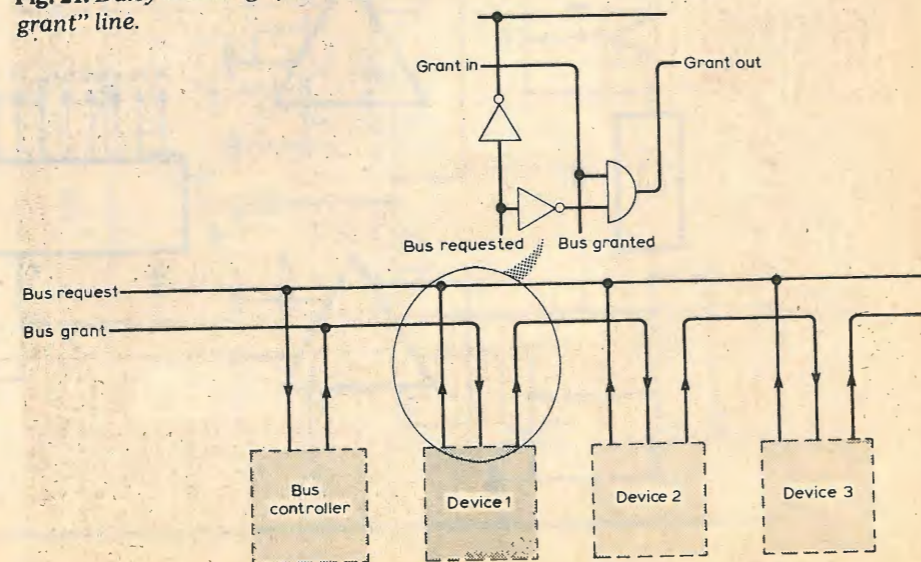 grant" line.
Grant in
Grant out
Bus requested
Bus granted
Bus request
Bus grant
Bus
controller
Device 1
Device 2
Device 3